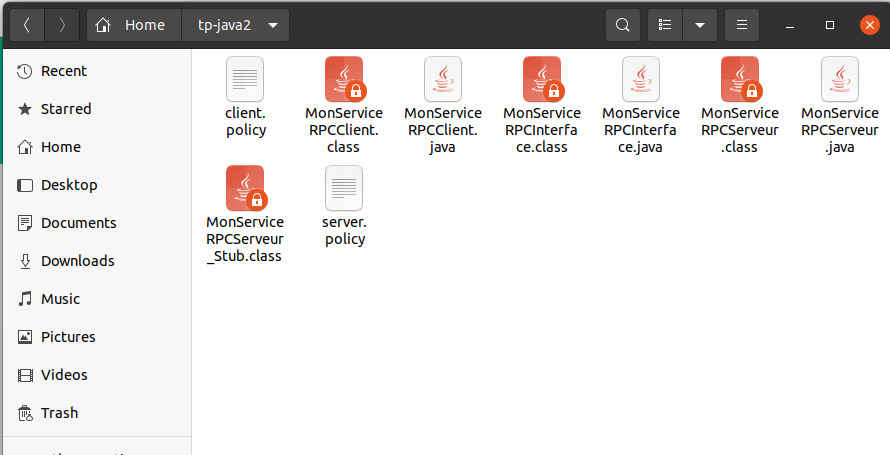 Home
tp-java2
Recent
Starred
Home
Desktop
Documents
Downloads
Music
Pictures
Videos
Trash
client.
policy
MonService
RPCClient.
class
MonService
RPCClient.
java
MonService
RPCInterfa
ce.class
MonService
RPCInterfa
ce.java
MonService
RPCServeur
.class
MonService
RPCServeur
.java
MonService
RPCServeur
_Stub.class
server.
policy